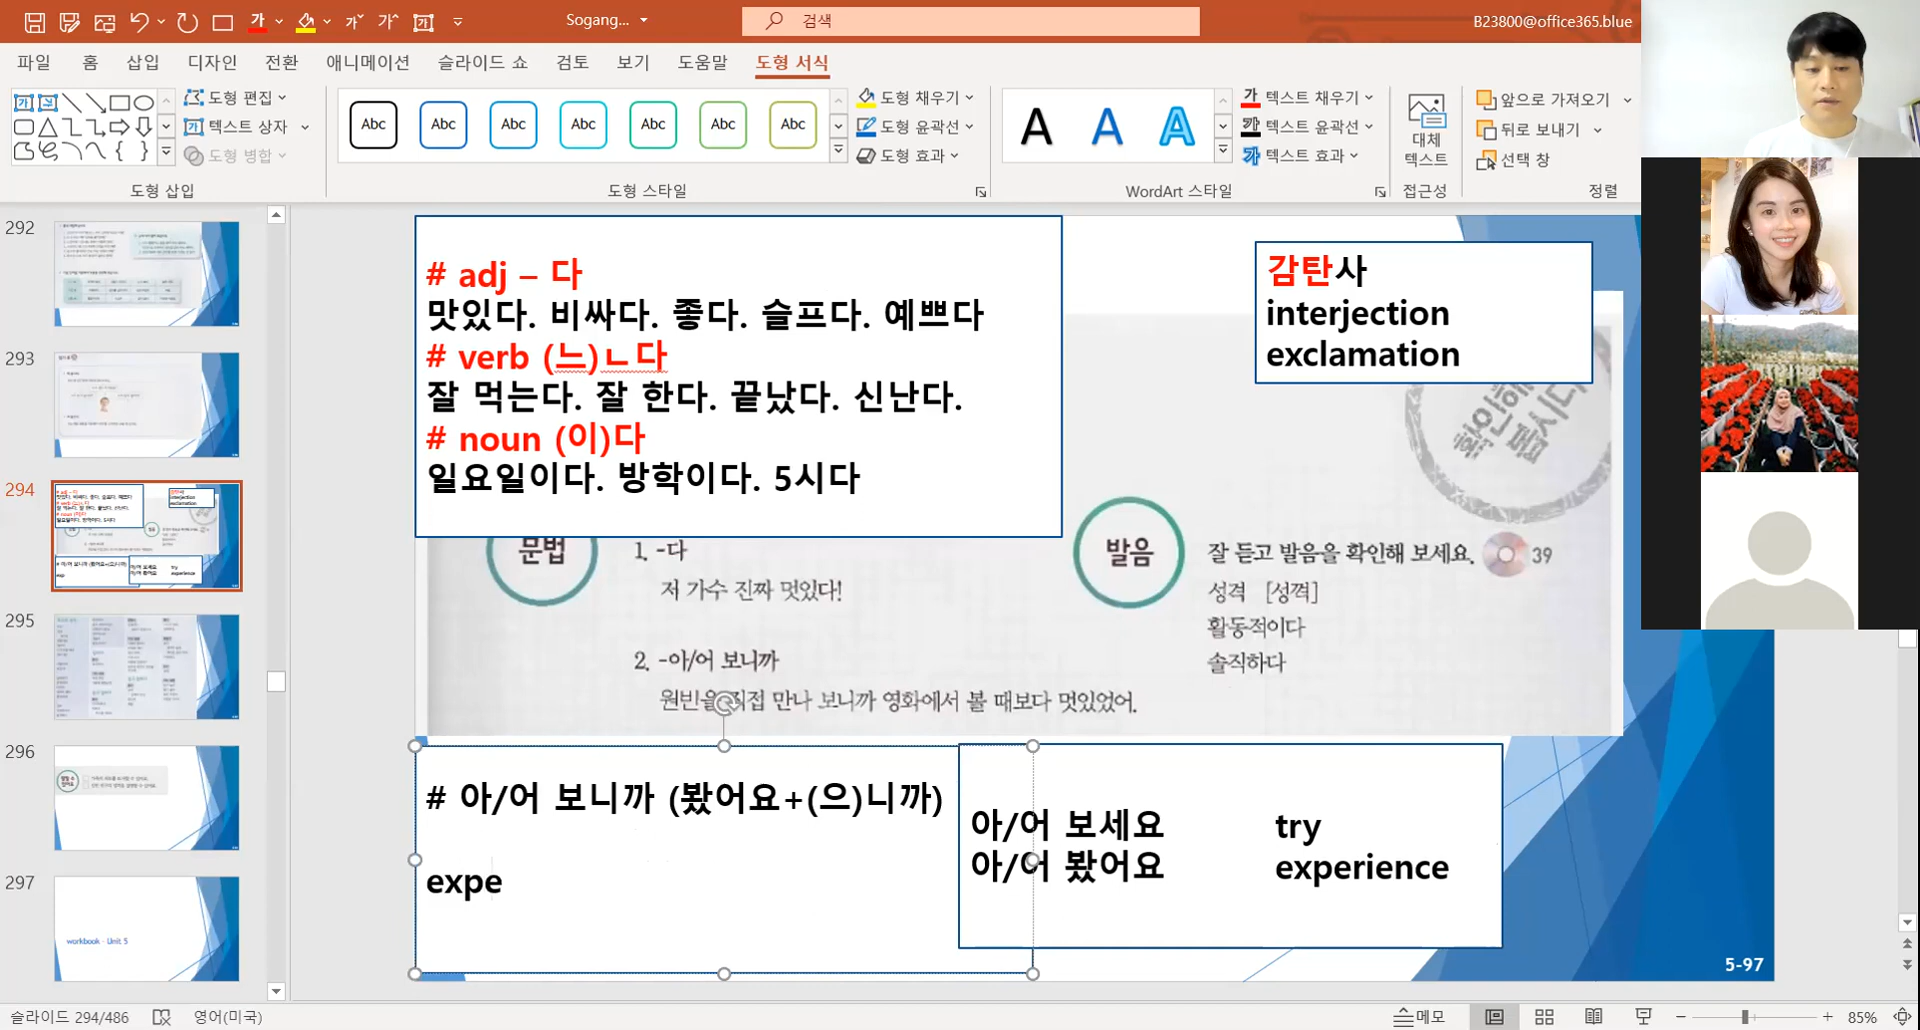 Sogang...
검색
B23800@office365.blue
파일 홈 삽입 디자인 전환 애니메이션 슬라이드 쇼 검토 보기 도움말 도형 서식
도형 편집
텍스트 상자
도형 병합
도형 삽입
Abc Abc Abc Abc Abc Abc Abc
도형 채우기
도형 윤곽선
도형 효과
도형 스타일
A A A
텍스트 채우기
텍스트 윤곽선
텍스트 효과
WordArt 스타일
대체
텍스트
접근성
앞으로 가져오기
뒤로 보내기
선택 창
정렬
292
293
294
295
296
297
workbook - Unit 5
# adj – 다
맛있다. 비싸다. 좋다. 슬프다. 예쁘다
# verb (느)ㄴ다
잘 먹는다. 잘 한다. 끝났다. 신난다.
# noun (이)다
일요일이다. 방학이다. 5시다
감탄사
interjection
exclamation
문법
1. -다
저 가수 진짜 멋있다!
2. -아/어 보니까
원빈을 직접 만나 보니까 영화에서 볼 때보다 멋있었어.
발음
잘 듣고 발음을 확인해 보세요. 39
성격 [성껵]
활동적이다
솔직하다
# 아/어 보니까 (봤어요+(으)니까)
expe
아/어 보세요 try
아/어 봤어요 experience
5-97
슬라이드 294/486
영어(미국)
메모
85%